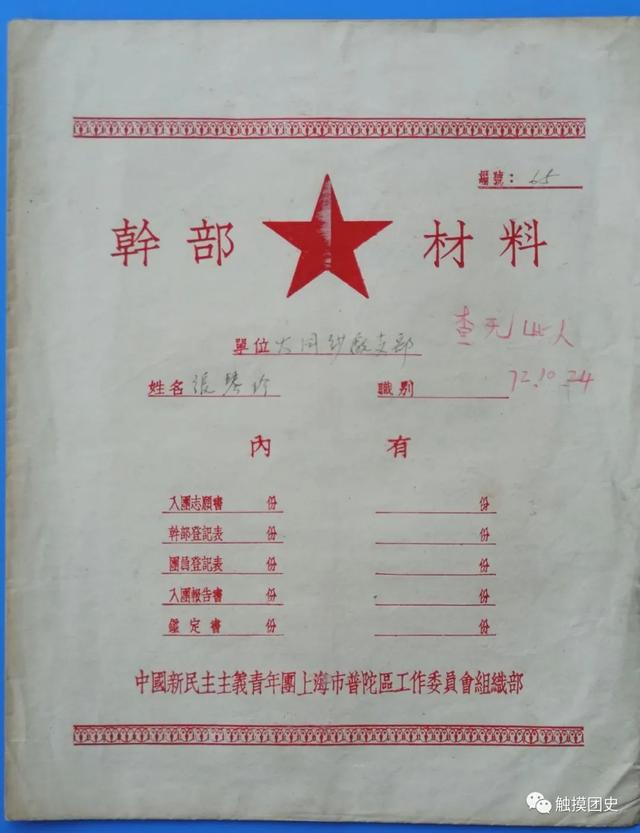 編號：65
幹部 材料
單位 大同紗廠支部
查无此人
姓名 張琴珍
職別
72.10.24
內 有
入團志願書 份 份
幹部登記表 份 份
團員登記表 份 份
入團報告書 份 份
鑑定書 份 份
中國新民主主義青年團上海市普陀區工作委員會組織部
触摸团史